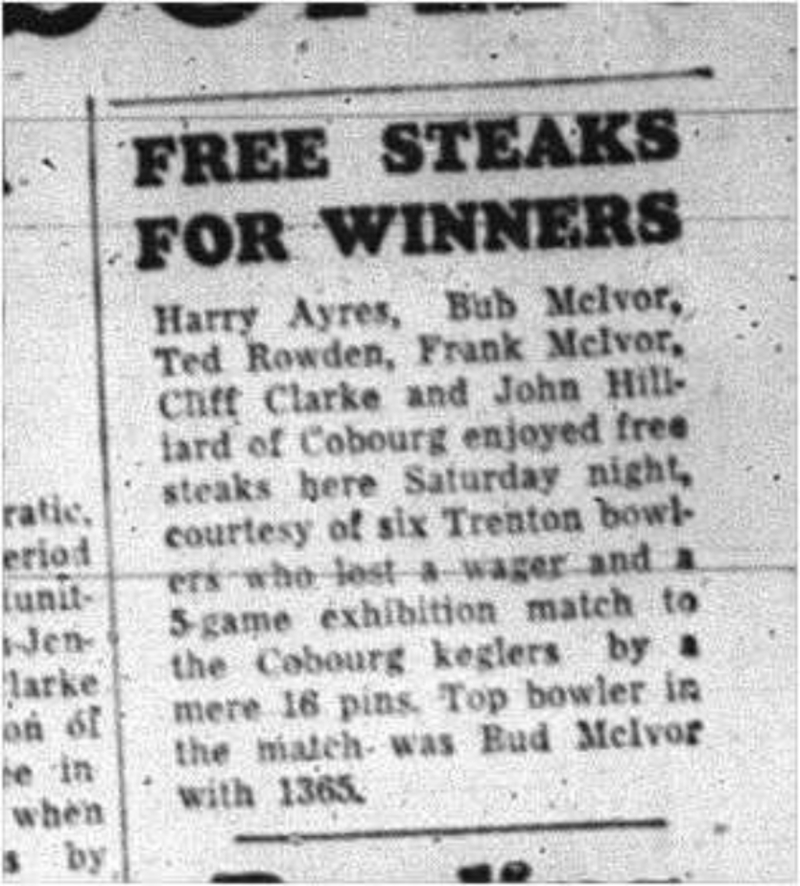 FREE STEAKS
FOR WINNERS
Harry Ayres, Bub McIvor,
Ted Rowden, Frank McIvor,
Cliff Clarke and John Hill-
iard of Cobourg enjoyed free
steaks here Saturday night,
courtesy of six Trenton bowl-
ers who lost a wager and a
5-game exhibition match to
the Cobourg keglers by a
mere 16 pins. Top bowler in
the match was Bud McIvor
with 1365.
ratic.
eriod
tunit-
-Jen-
larke
on of
in
when
s by